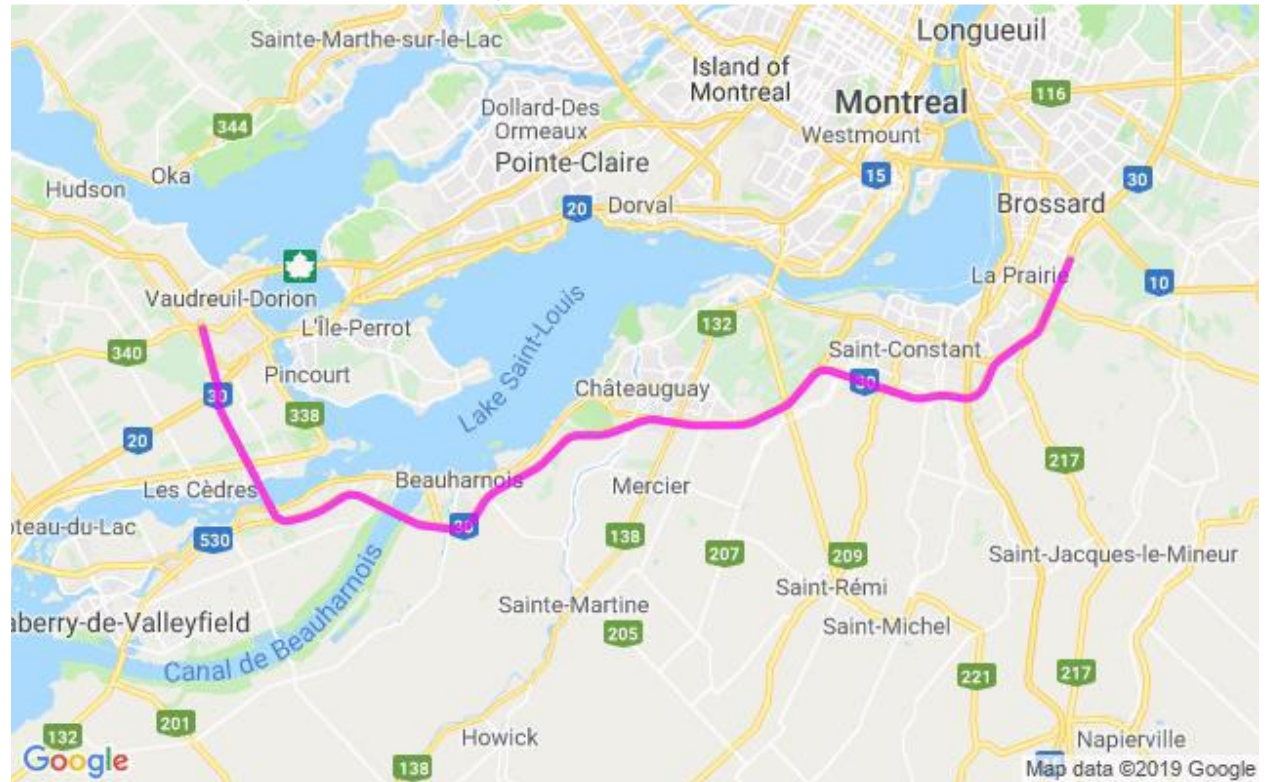 Longueuil
Sainte-Marthe-sur-le-Lac
Island of
Montreal
116
Montreal
Dollard-Des
Ormeaux
344
Westmount
Pointe-Claire
15
30
Oka
Hudson
20
Dorval
Brossard
La Prairie
10
Vaudreuil-Dorion
L'Île-Perrot
132
340
Lake Saint-Louis
Saint-Constant
Pincourt
30
Châteauguay
30
338
20
217
Les Cèdres
Beauharnois
Mercier
oteau-du-Lac
530
30
138
207
209
Saint-Jacques-le-Mineur
Canal de Beauharnois
Saint-Rémi
Sainte-Martine
aberry-de-Valleyfield
205
Saint-Michel
221
217
201
132
Howick
Napierville
Google
138
Map data ©2019 Google